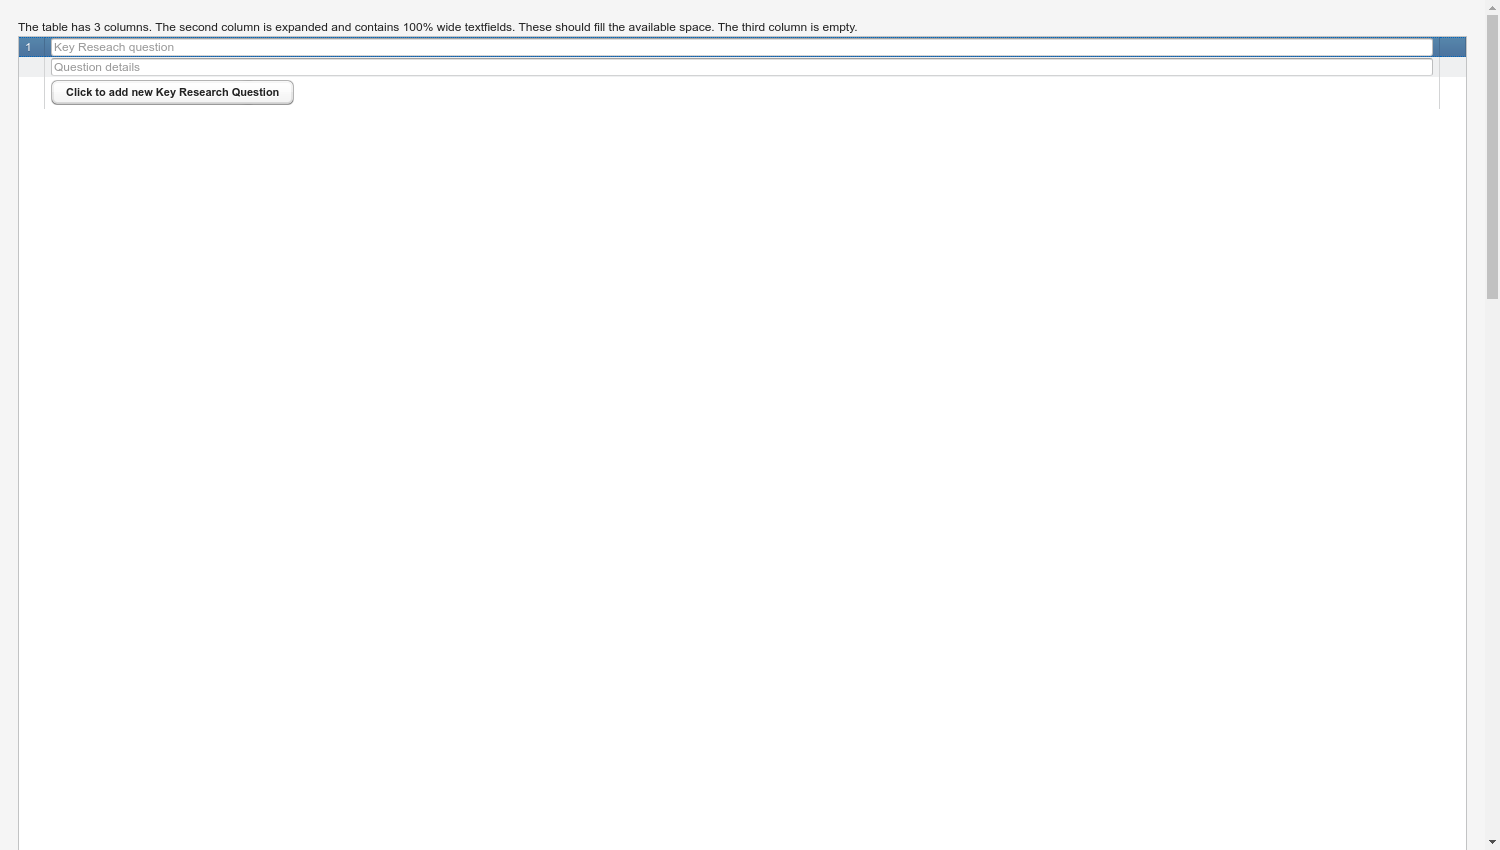 The table has 3 columns. The second column is expanded and contains 100% wide textfields. These should fill the available space. The third column is empty.
1 Key Reseach question
Question details
Click to add new Key Research Question